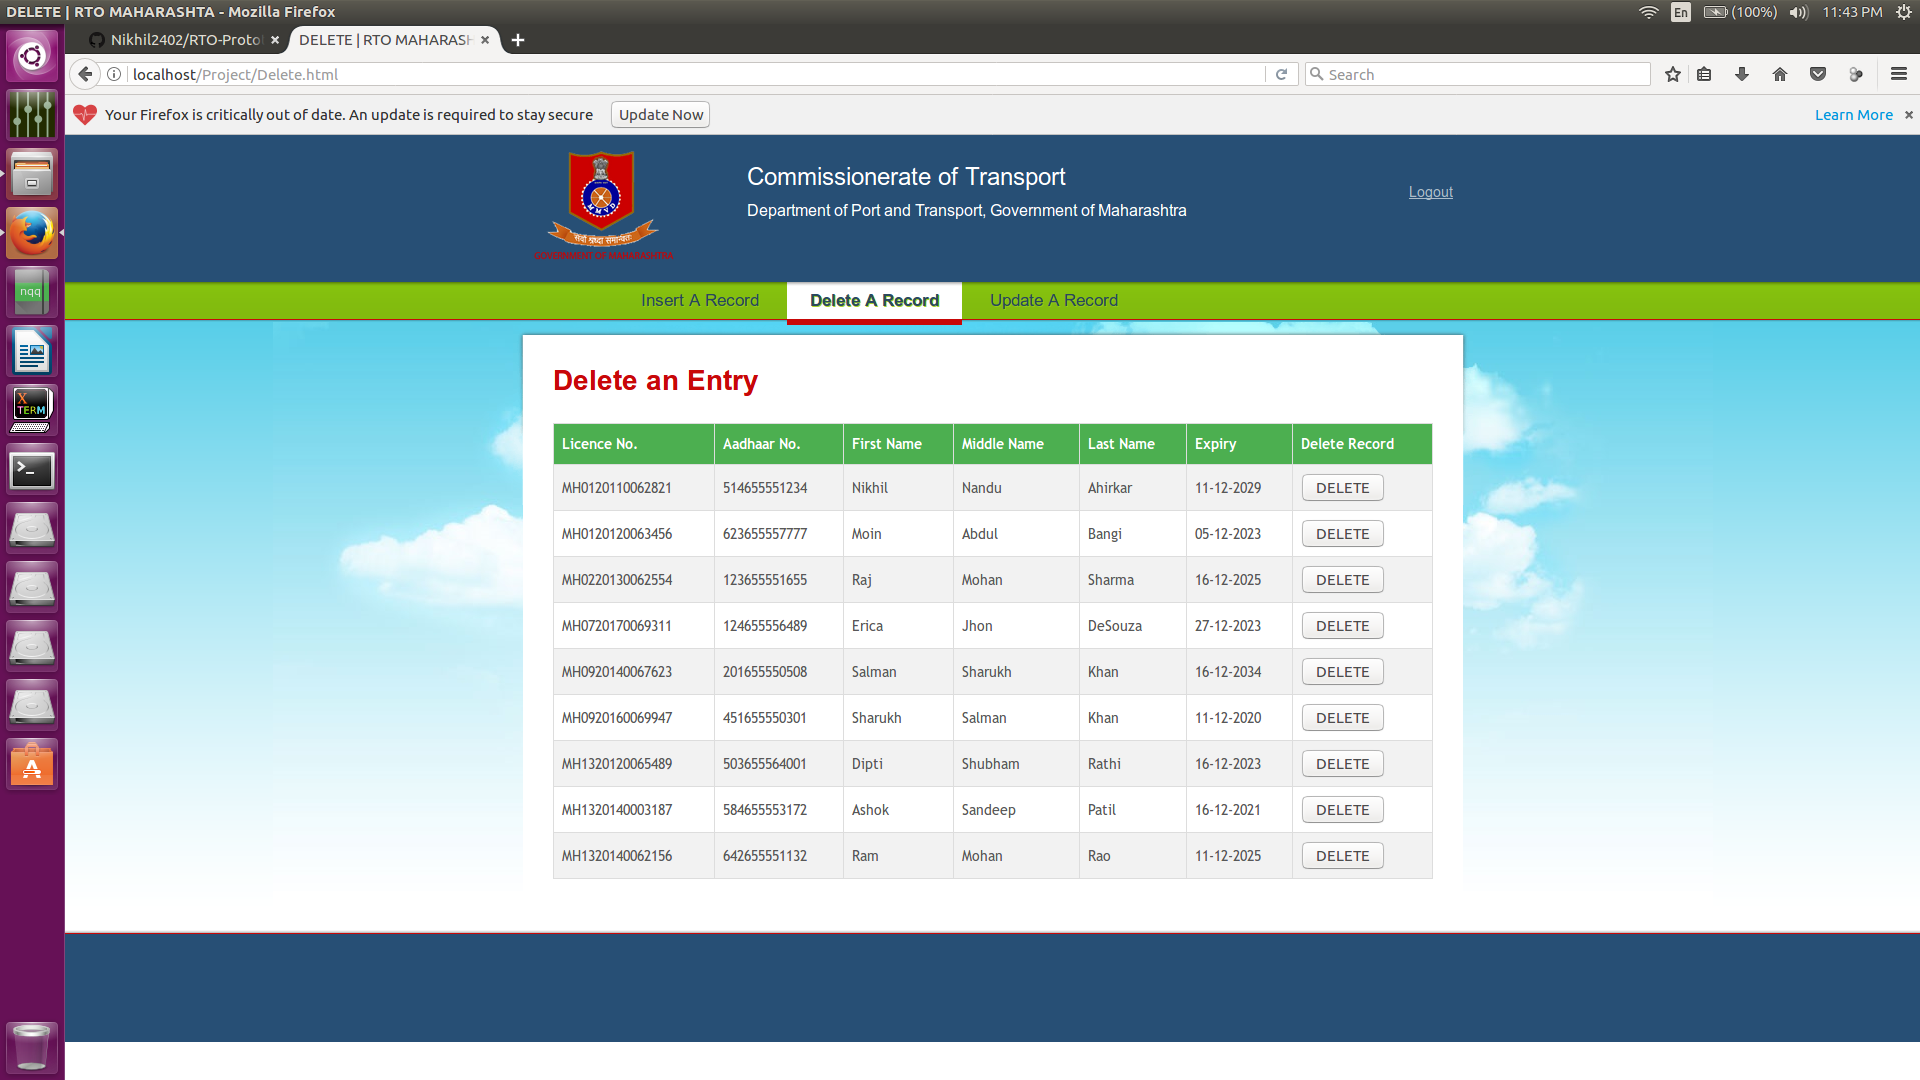 DELETE | RTO MAHARASHTA - Mozilla Firefox
En (100%) 11:43 PM
Nikhil2402/RTO-Proto
DELETE | RTO MAHARASH
localhost/Project/Delete.html
Search
Your Firefox is critically out of date. An update is required to stay secure Update Now Learn More
MMVD
GOVERNMENT OF MAHARASHTRA
Commissionerate of Transport
Department of Port and Transport, Government of Maharashtra
Logout
Insert A Record Delete A Record Update A Record
nqq
X
TERM
Delete an Entry
Licence No. Aadhaar No. First Name Middle Name Last Name Expiry Delete Record
MH0120110062821 514655551234 Nikhil Nandu Ahirkar 11-12-2029 DELETE
MH0120120063456 623655557777 Moin Abdul Bangi 05-12-2023 DELETE
MH0220130062554 123655551655 Raj Mohan Sharma 16-12-2025 DELETE
MH0720170069311 124655556489 Erica Jhon DeSouza 27-12-2023 DELETE
MH0920140067623 201655550508 Salman Sharukh Khan 16-12-2034 DELETE
MH0920160069947 451655550301 Sharukh Salman Khan 11-12-2020 DELETE
MH1320120065489 503655564001 Dipti Shubham Rathi 16-12-2023 DELETE
MH1320140003187 584655553172 Ashok Sandeep Patil 16-12-2021 DELETE
MH1320140062156 642655551132 Ram Mohan Rao 11-12-2025 DELETE